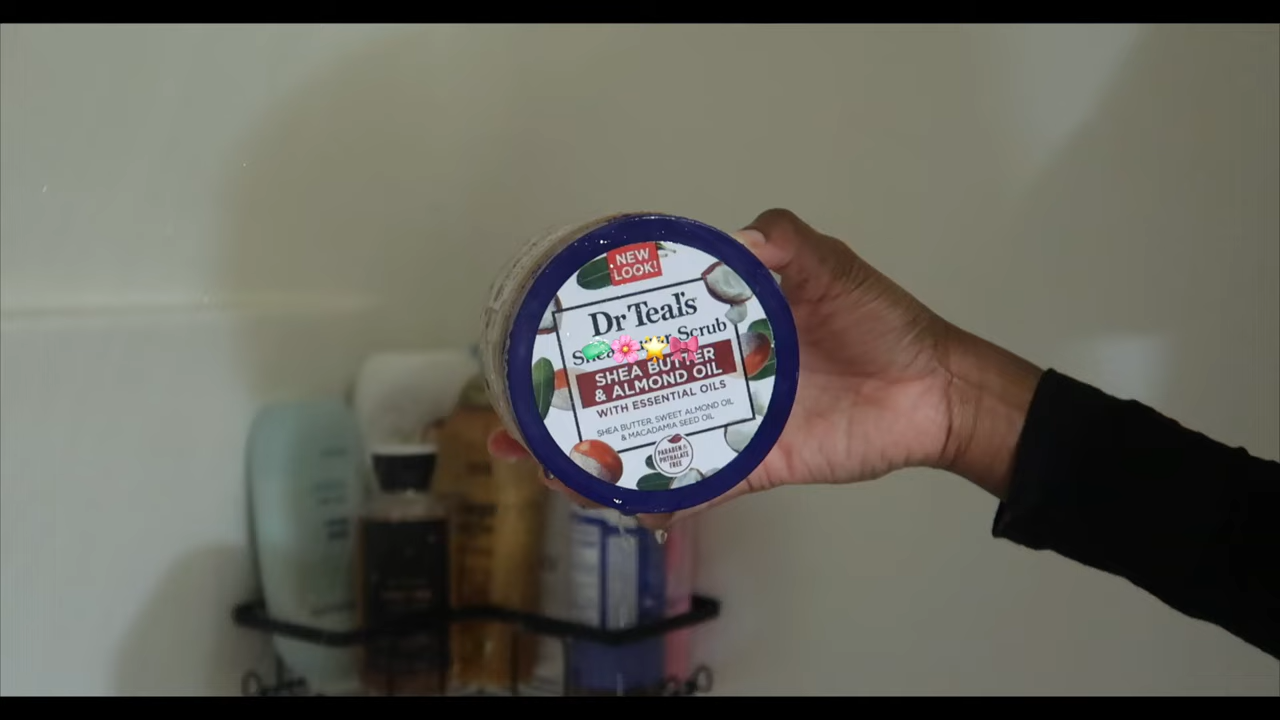 NEW
LOOK!
Dr Teal's
Scrub
SHEA BUTTER
& ALMOND OIL
WITH ESSENTIAL OILS
SHEA BUTTER, SWEET ALMOND OIL
& MACADAMIA SEED OIL
PARABEN &
PHTHALATE
FREE